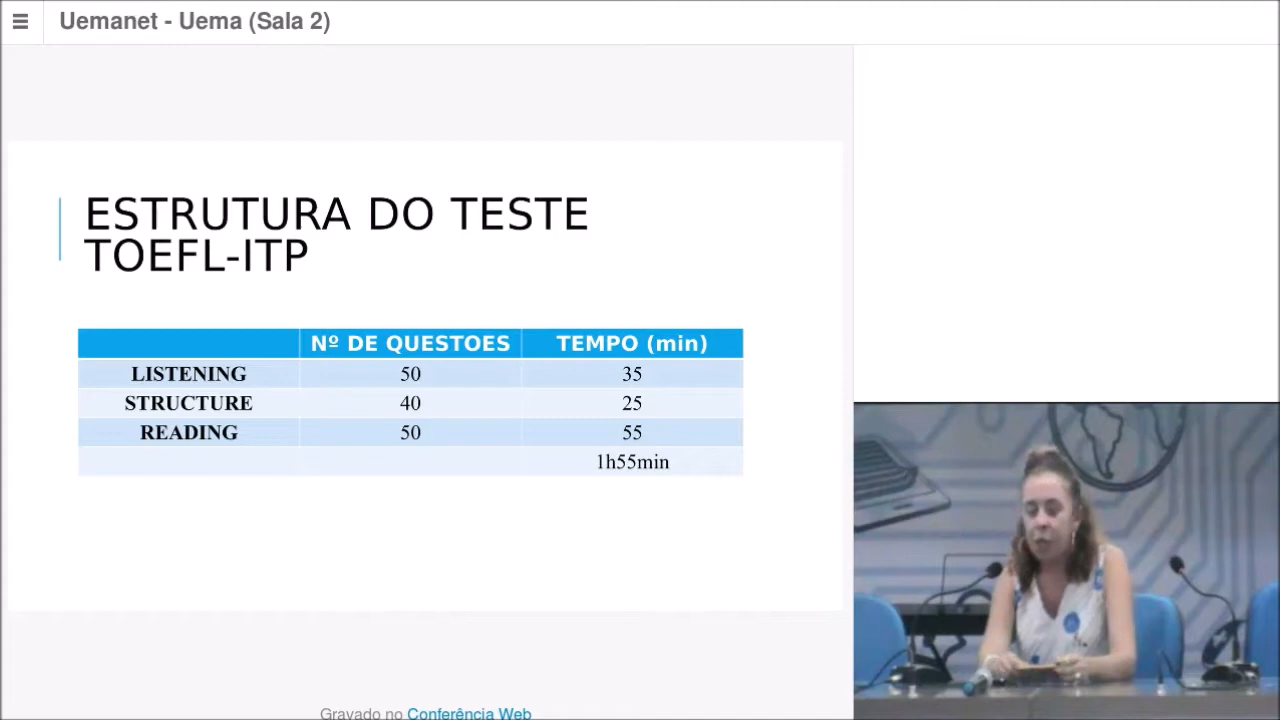 Uemanet - Uema (Sala 2)
ESTRUTURA DO TESTE
TOEFL-ITP
Nº DE QUESTOES TEMPO (min)
LISTENING 50 35
STRUCTURE 40 25
READING 50 55
1h55min
Gravado no Conferência Web